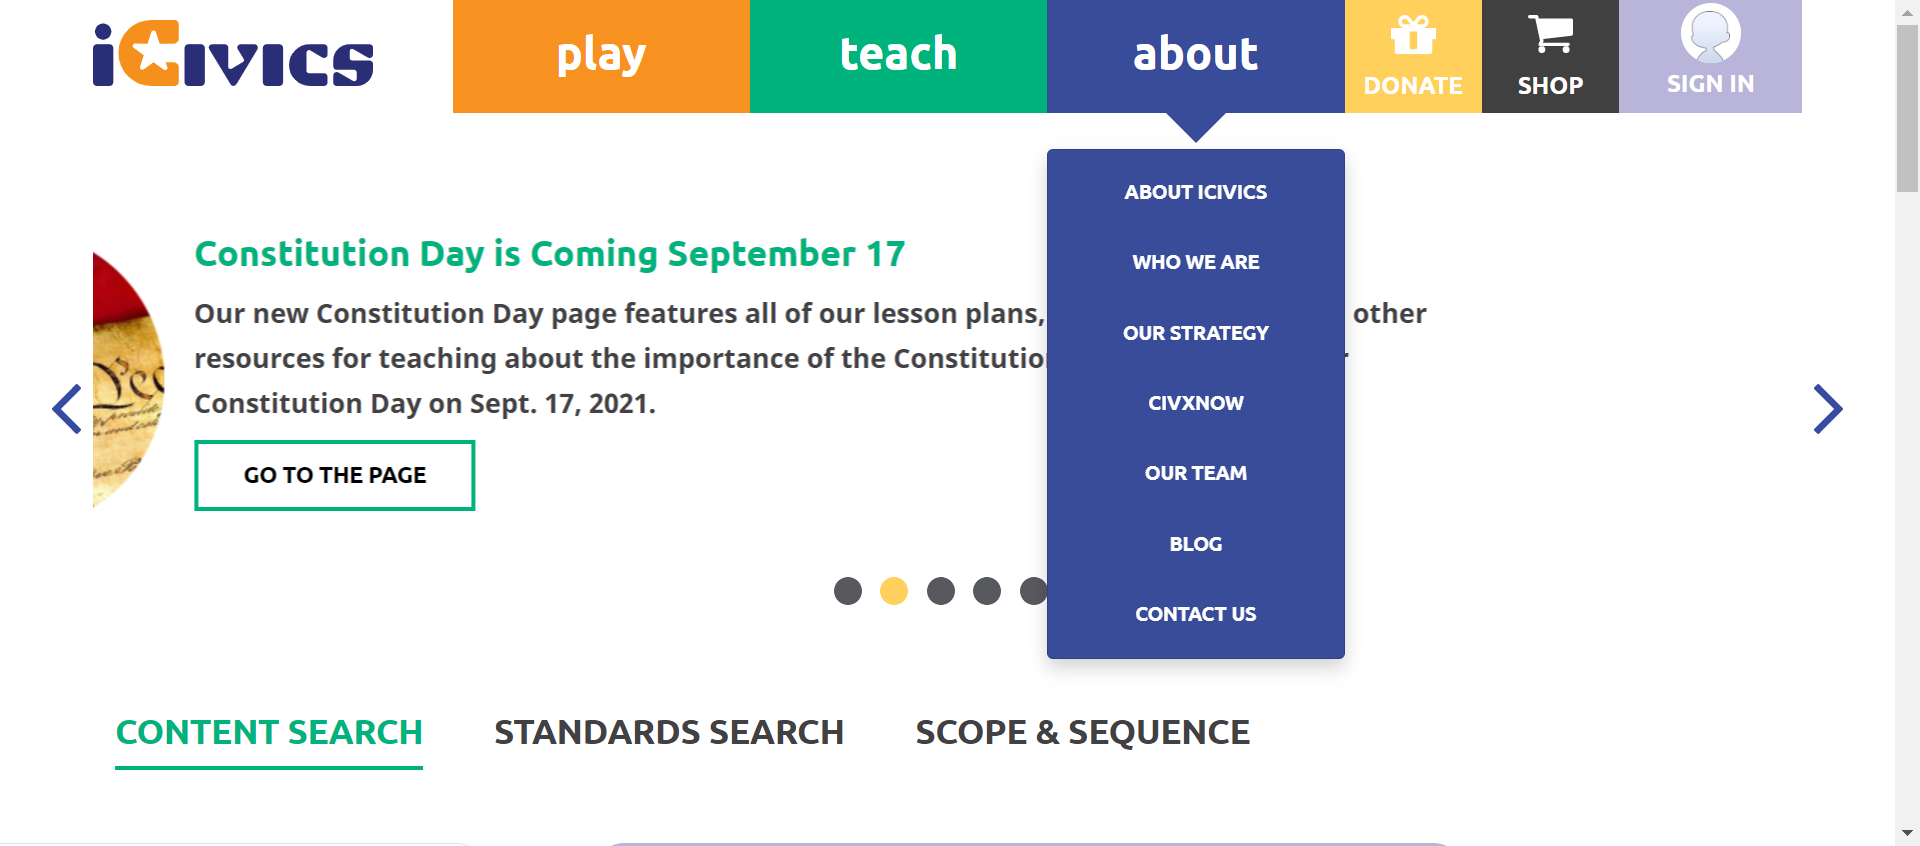 iCIVICS
play
teach
about
DONATE
SHOP
SIGN IN
ABOUT ICIVICS
WHO WE ARE
OUR STRATEGY
CIVXNOW
OUR TEAM
BLOG
CONTACT US
Constitution Day is Coming September 17
Our new Constitution Day page features all of our lesson plans, other
resources for teaching about the importance of the
Constitution Day on Sept. 17, 2021.
GO TO THE PAGE
CONTENT SEARCH
STANDARDS SEARCH
SCOPE & SEQUENCE